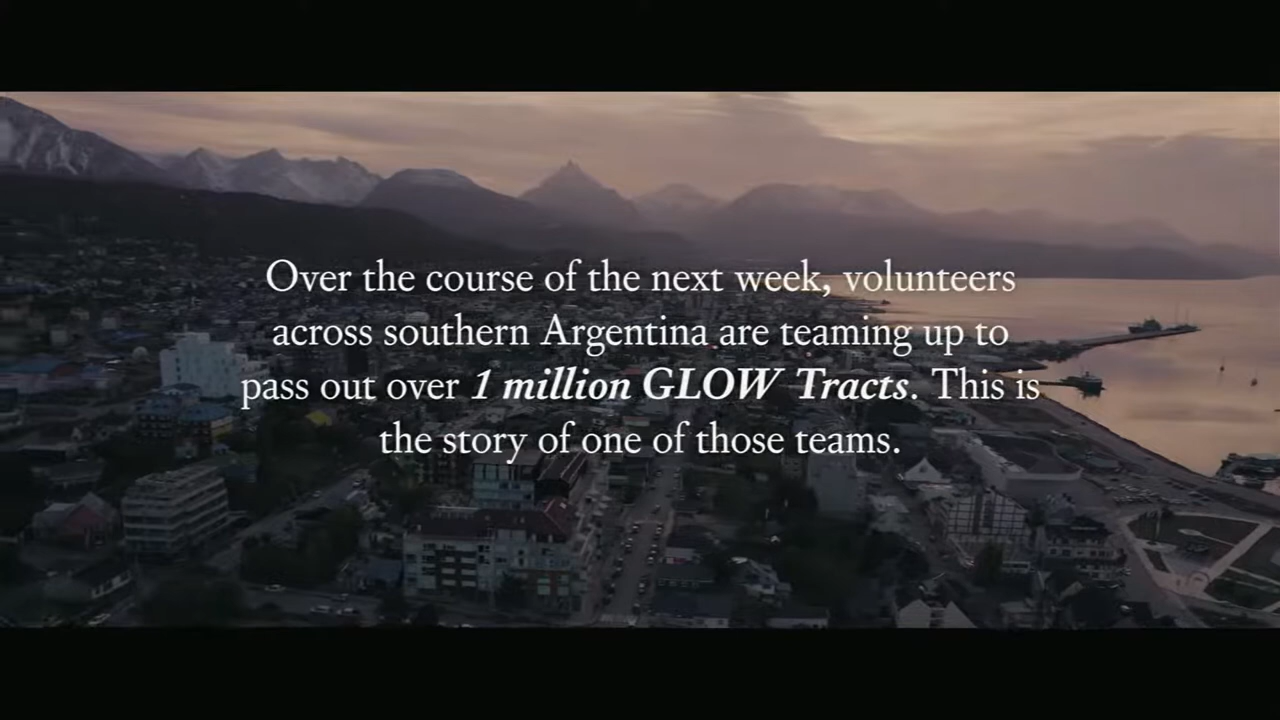 Over the course of the next week, volunteers
across southern Argentina are teaming up to
pass out over 1 million GLOW Tracts. This is
the story of one of those teams.